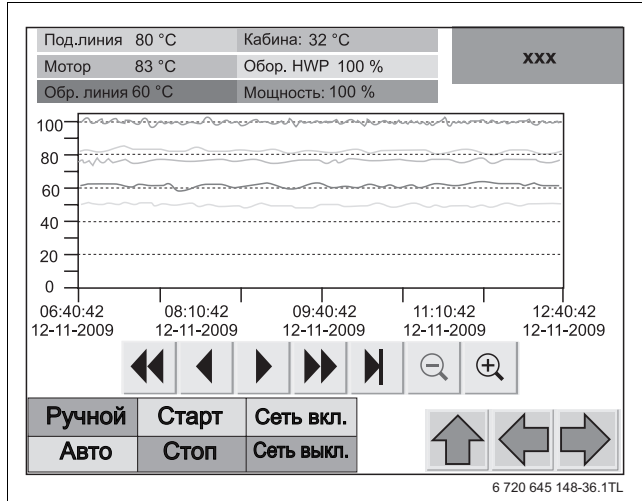 Под.линия 80 °C Кабина: 32 °C
xxx
Мотор 83 °C Обор. HWP 100 %
Обр. линия 60 °C Мощность: 100 %
100
80
60
40
20
0
06:40:42 08:10:42 09:40:42 11:10:42 12:40:42
12-11-2009 12-11-2009 12-11-2009 12-11-2009 12-11-2009
Ручной Старт Сеть вкл.
Авто Стоп Сеть выкл.
6 720 645 148-36.1TL